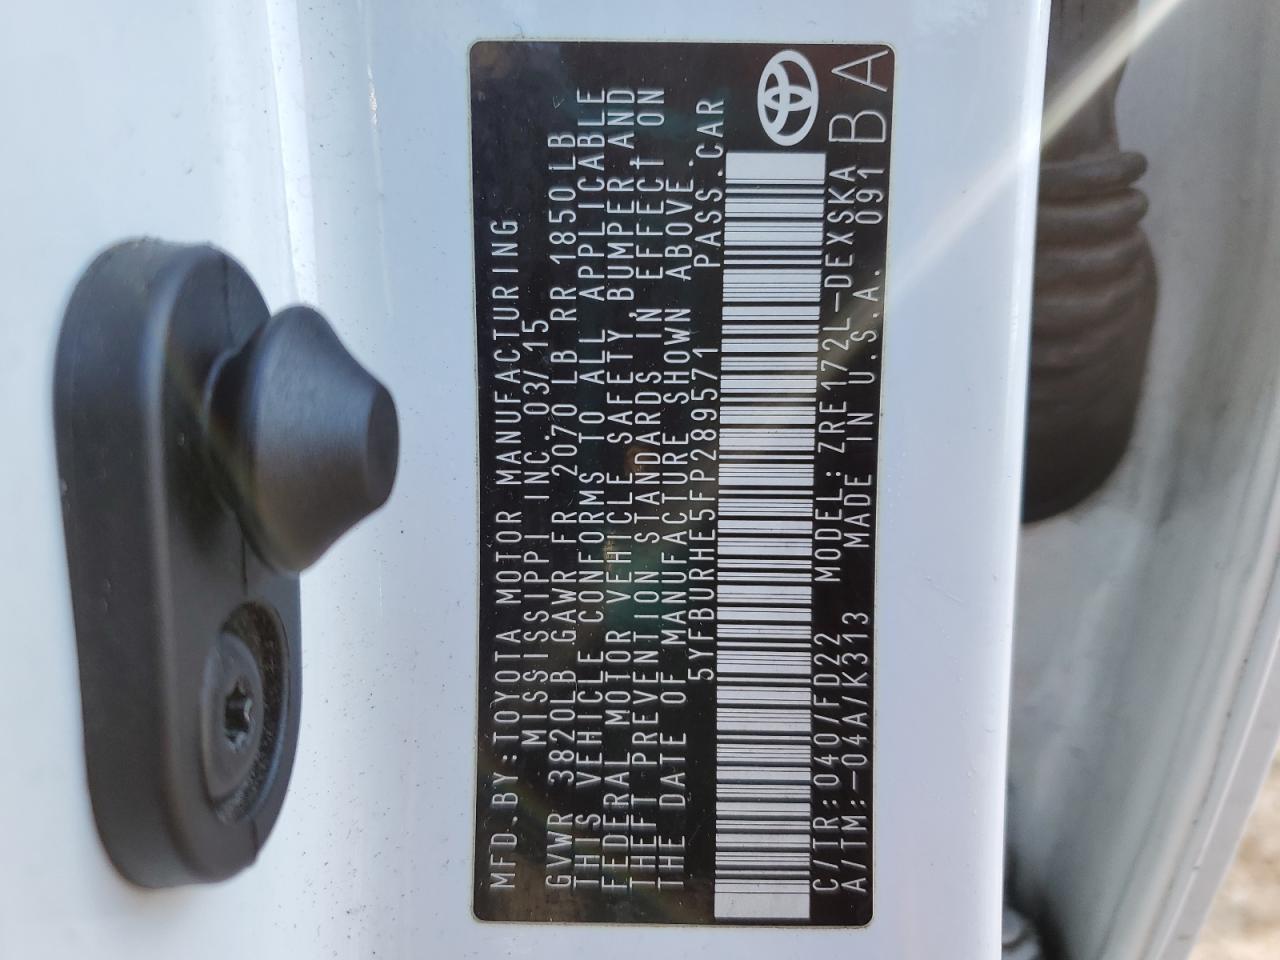 MFD.BY:TOYOTA MOTOR MANUFACTURING
MISSISSIPPI INC. 03/15
GVWR 3820LB GAWR FR 2070 LB RR 1850LB
THIS VEHICLE CONFORMS TO ALL APPLICABLE
FEDERAL MOTOR VEHICLE SAFETY, BUMPER, AND
THEFT PREVENTION STANDARDS IN EFFECT ON
THE DATE OF MANUFACTURE SHOWN ABOVE.
5YFBURHE5FP289571 PASS.CAR
C/TR:040/FD22 MODEL:ZRE172L-DEXSKA
A/TM:-04A/K313 MADE IN U.S.A. 091 BA